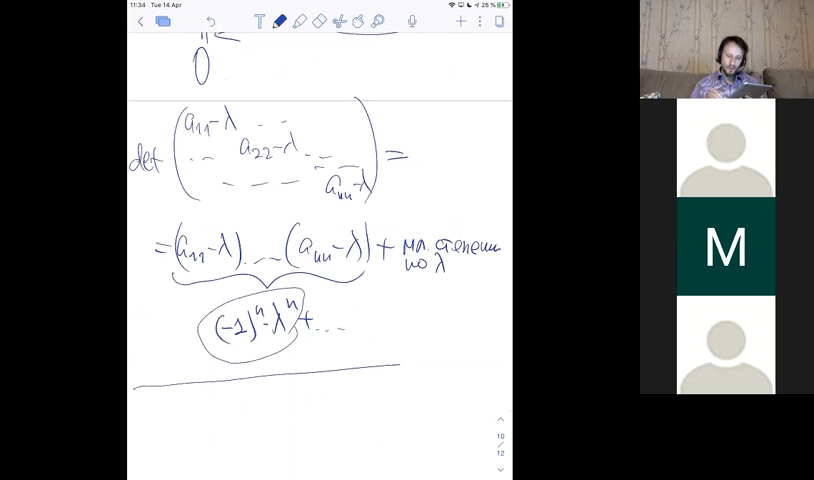 11:34 Tue 14 Apr
25 %
0
det ( a₁₁-λ .. -
.. a₂₂-λ .. =
- - - aₙₙ-λ )
= (a₁₁-λ) .... (aₙₙ-λ) + мл. степени
по λ
(-1)ⁿ·λⁿ + ...
M
10
/
12